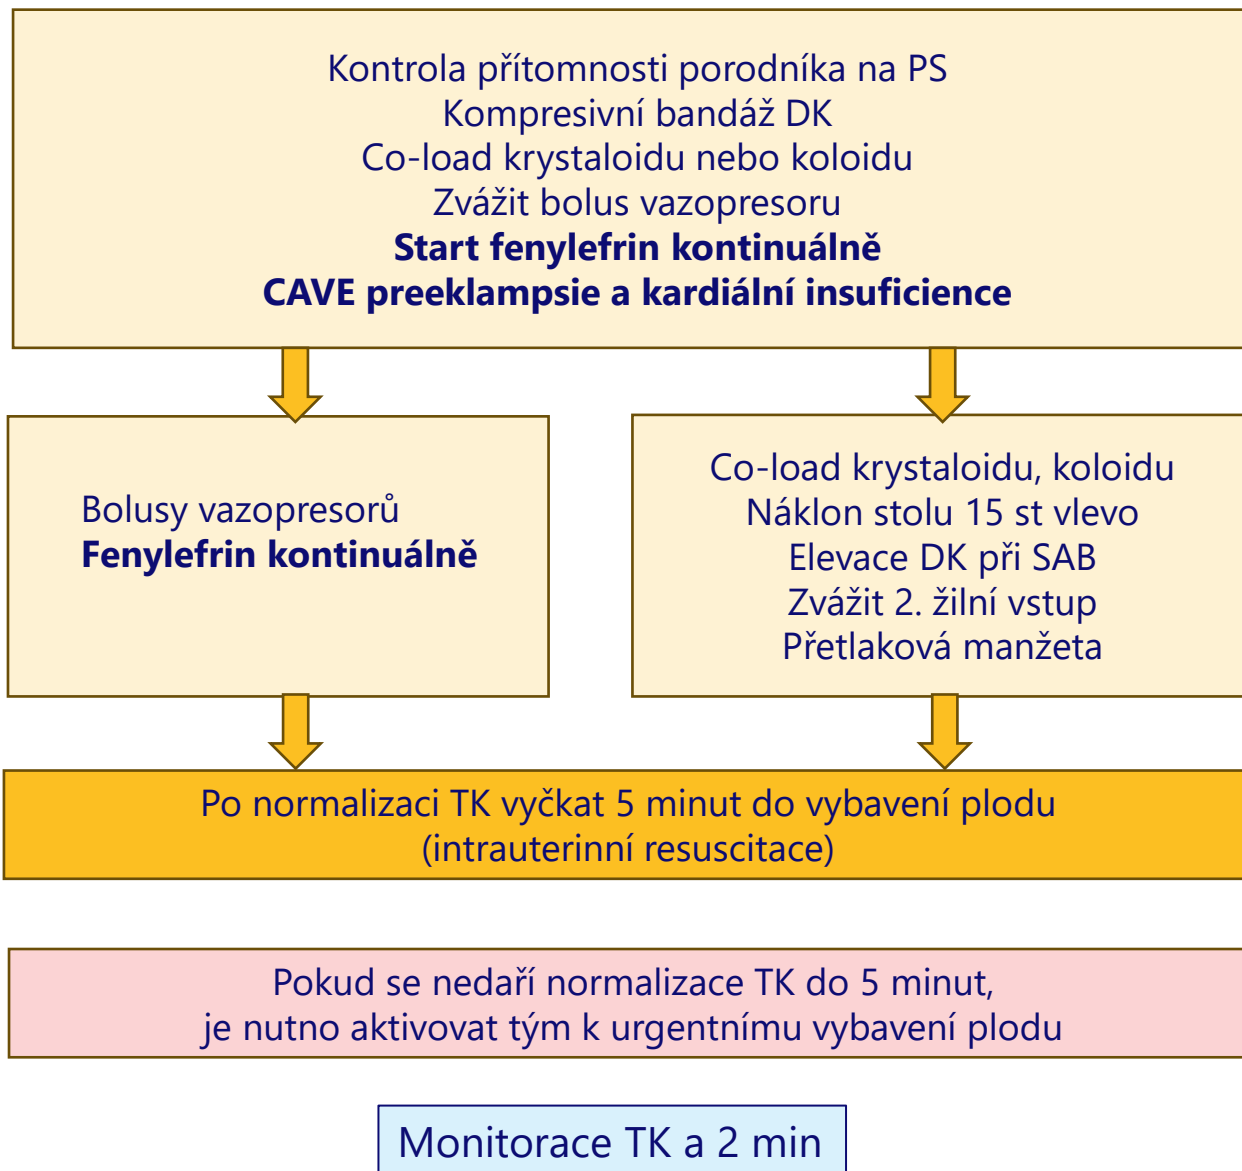 Kontrola přítomnosti porodníka na PS
Kompresivní bandáž DK
Co-load krystaloidu nebo koloidu
Zvážit bolus vazopresoru
Start fenylefrin kontinuálně
CAVE preeklampsie a kardiální insuficience
Bolusy vazopresorů
Fenylefrin kontinuálně
Co-load krystaloidu, koloidu
Náklon stolu 15 st vlevo
Elevace DK při SAB
Zvážit 2. žilní vstup
Přetlaková manžeta
Po normalizaci TK vyčkat 5 minut do vybavení plodu
(intrauterinní resuscitace)
Pokud se nedaří normalizace TK do 5 minut,
je nutno aktivovat tým k urgentnímu vybavení plodu
Monitorace TK a 2 min